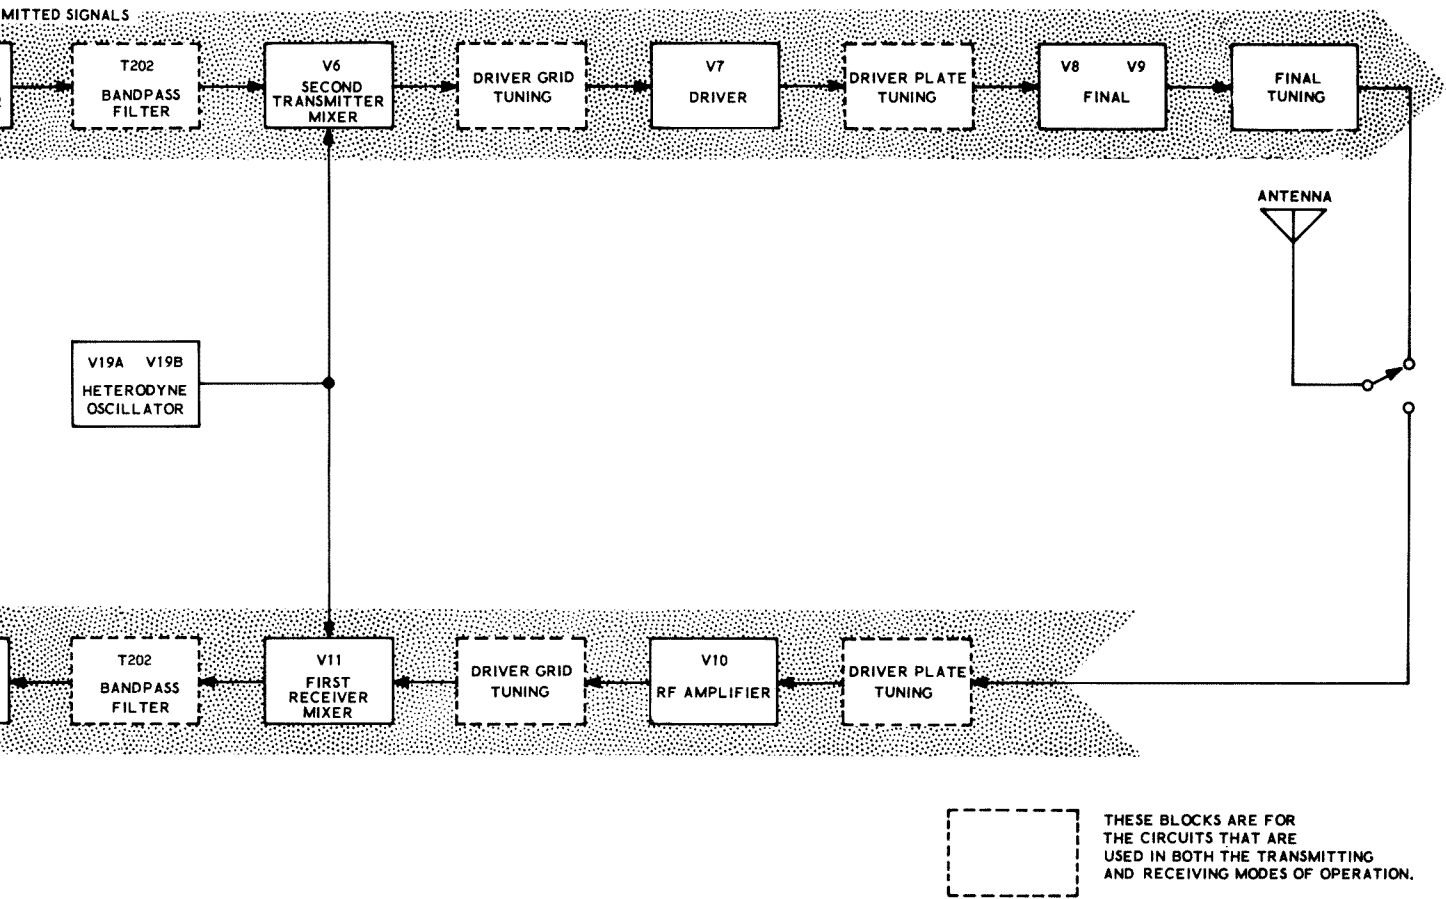 MITTED SIGNALS
T202
BANDPASS
FILTER
V6
SECOND
TRANSMITTER
MIXER
DRIVER GRID
TUNING
V7
DRIVER
DRIVER PLATE
TUNING
V8 V9
FINAL
FINAL
TUNING
ANTENNA
V19A V19B
HETERODYNE
OSCILLATOR
T202
BANDPASS
FILTER
V11
FIRST
RECEIVER
MIXER
DRIVER GRID
TUNING
V10
RF AMPLIFIER
DRIVER PLATE
TUNING
THESE BLOCKS ARE FOR
THE CIRCUITS THAT ARE
USED IN BOTH THE TRANSMITTING
AND RECEIVING MODES OF OPERATION.